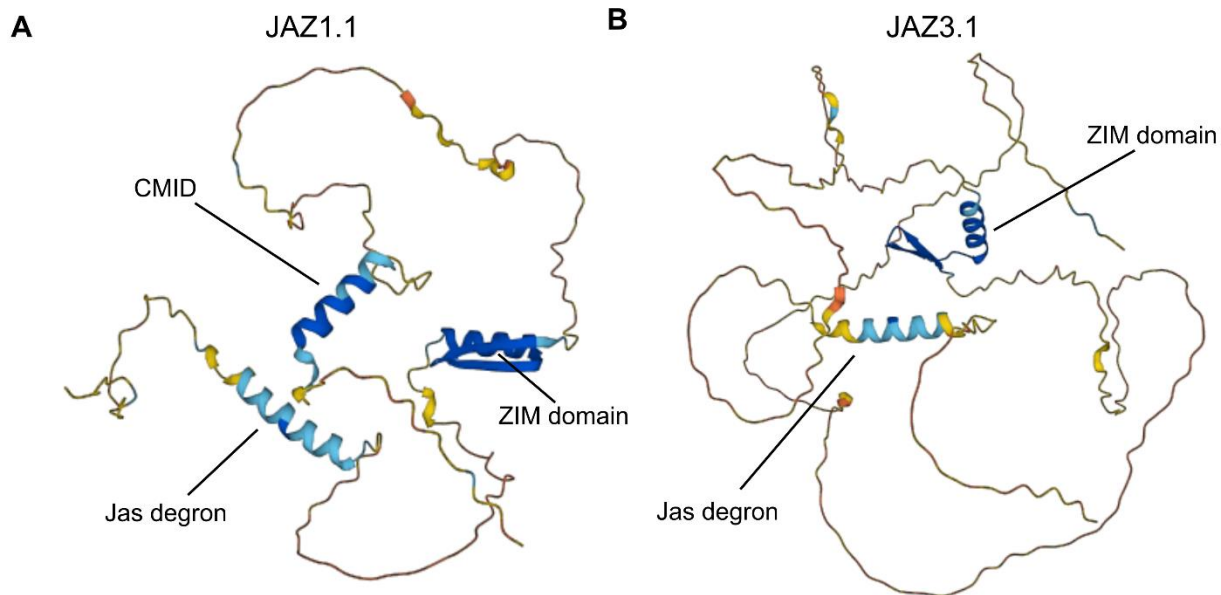 A
JAZ1.1
CMID
ZIM domain
Jas degron
B
JAZ3.1
ZIM domain
Jas degron